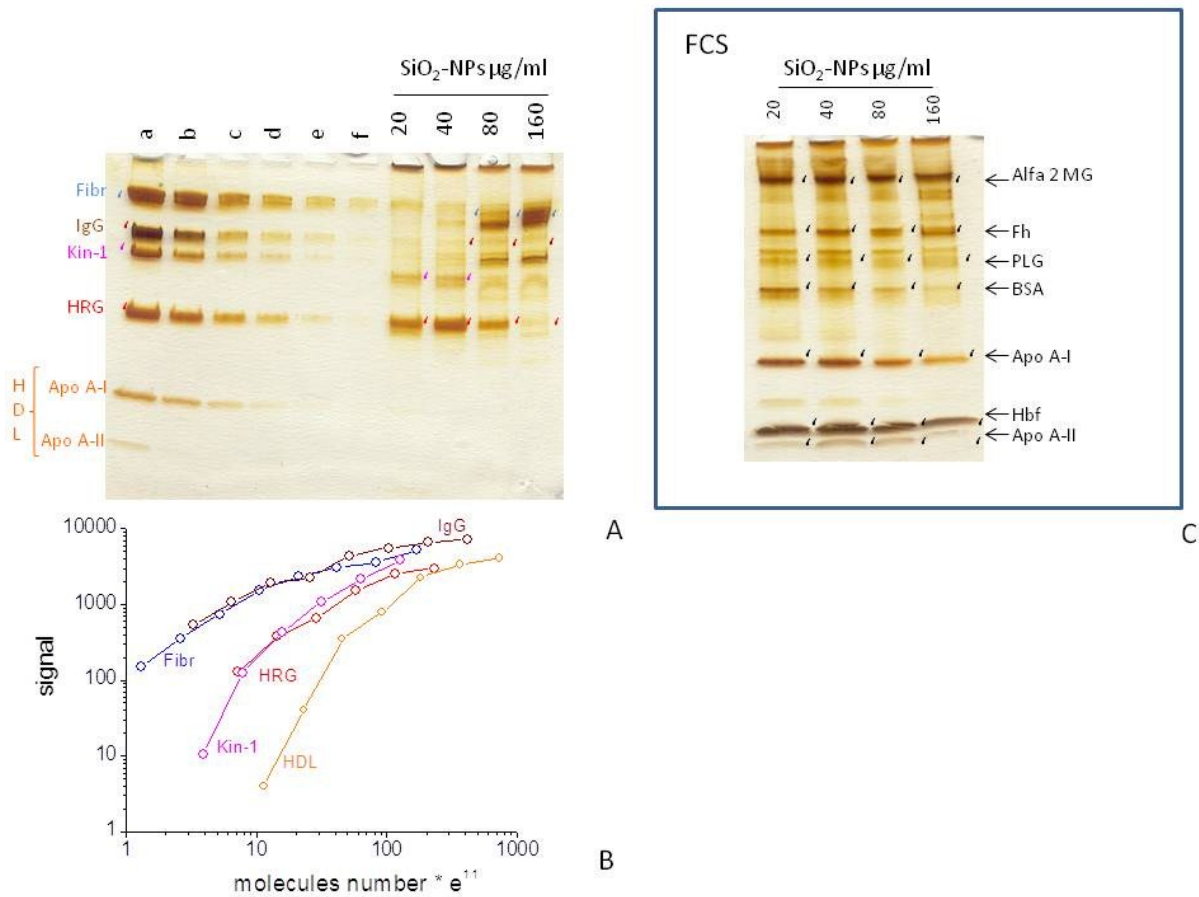 SiO₂-NPs µg/ml
a b c d e f 20 40 80 160
Fibr
IgG
Kin-1
HRG
H
D
L
Apo A-I
Apo A-II
A
FCS
SiO₂-NPs µg/ml
20 40 80 160
Alfa 2 MG
Fh
PLG
BSA
Apo A-I
Hbf
Apo A-II
C
10000
1000
100
10
1
signal
IgG
Fibr
HRG
Kin-1
HDL
1 10 100 1000
molecules number * e¹¹
B